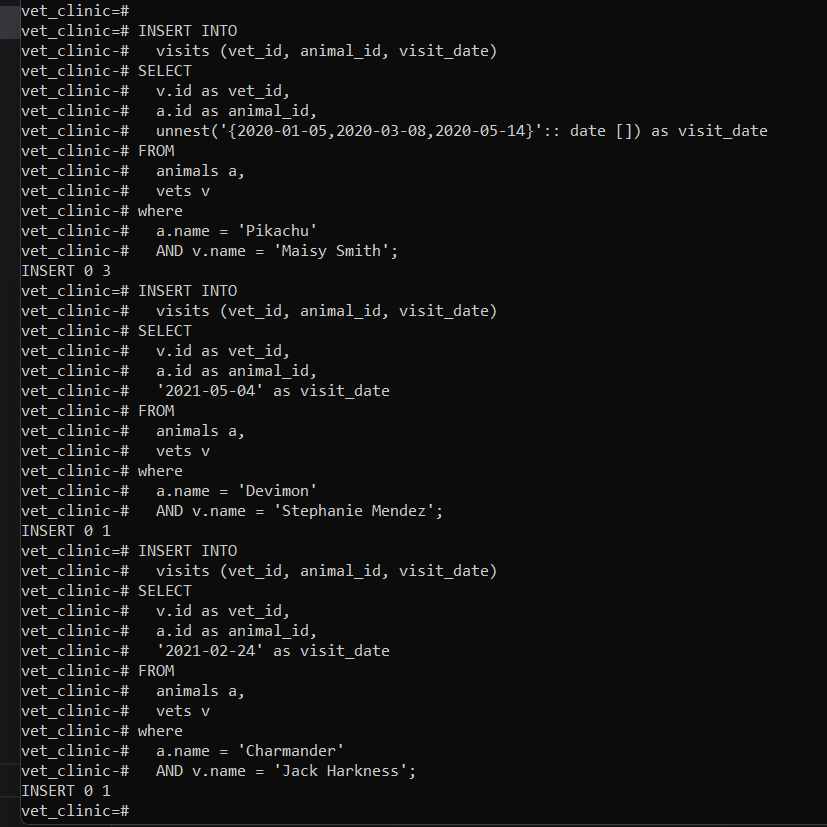 vet_clinic=#
vet_clinic=# INSERT INTO
vet_clinic-#   visits (vet_id, animal_id, visit_date)
vet_clinic-# SELECT
vet_clinic-#   v.id as vet_id,
vet_clinic-#   a.id as animal_id,
vet_clinic-#   unnest('{2020-01-05,2020-03-08,2020-05-14}':: date []) as visit_date
vet_clinic-# FROM
vet_clinic-#   animals a,
vet_clinic-#   vets v
vet_clinic-# where
vet_clinic-#   a.name = 'Pikachu'
vet_clinic-#   AND v.name = 'Maisy Smith';
INSERT 0 3
vet_clinic=# INSERT INTO
vet_clinic-#   visits (vet_id, animal_id, visit_date)
vet_clinic-# SELECT
vet_clinic-#   v.id as vet_id,
vet_clinic-#   a.id as animal_id,
vet_clinic-#   '2021-05-04' as visit_date
vet_clinic-# FROM
vet_clinic-#   animals a,
vet_clinic-#   vets v
vet_clinic-# where
vet_clinic-#   a.name = 'Devimon'
vet_clinic-#   AND v.name = 'Stephanie Mendez';
INSERT 0 1
vet_clinic=# INSERT INTO
vet_clinic-#   visits (vet_id, animal_id, visit_date)
vet_clinic-# SELECT
vet_clinic-#   v.id as vet_id,
vet_clinic-#   a.id as animal_id,
vet_clinic-#   '2021-02-24' as visit_date
vet_clinic-# FROM
vet_clinic-#   animals a,
vet_clinic-#   vets v
vet_clinic-# where
vet_clinic-#   a.name = 'Charmander'
vet_clinic-#   AND v.name = 'Jack Harkness';
INSERT 0 1
vet_clinic=#